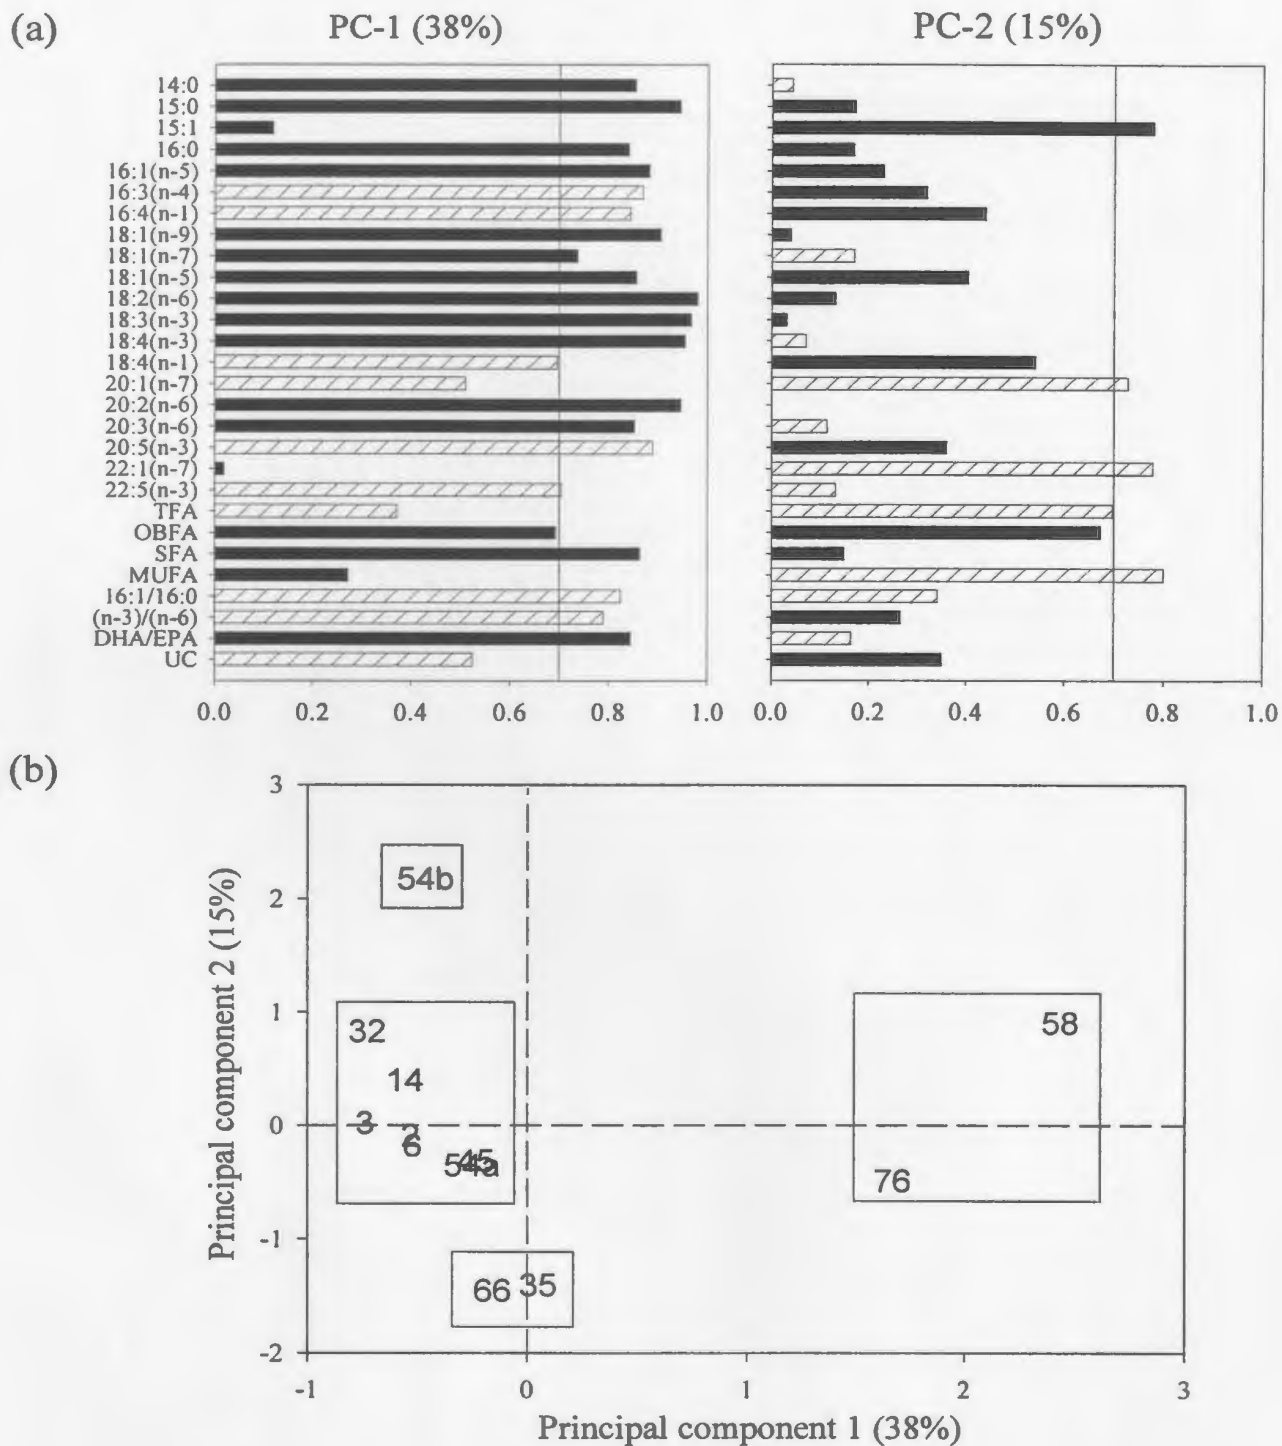 (a)
PC-1 (38%)
PC-2 (15%)
14:0
15:0
15:1
16:0
16:1(n-5)
16:3(n-4)
16:4(n-1)
18:1(n-9)
18:1(n-7)
18:1(n-5)
18:2(n-6)
18:3(n-3)
18:4(n-3)
18:4(n-1)
20:1(n-7)
20:2(n-6)
20:3(n-6)
20:5(n-3)
22:1(n-7)
22:5(n-3)
TFA
OBFA
SFA
MUFA
16:1/16:0
(n-3)/(n-6)
DHA/EPA
UC
0.0 0.2 0.4 0.6 0.8 1.0
0.0 0.2 0.4 0.6 0.8 1.0
(b)
Principal component 2 (15%)
3
2
1
0
-1
-2
54b
32
58
14
3
2
6
45
54a
76
66
35
-1 0 1 2 3
Principal component 1 (38%)